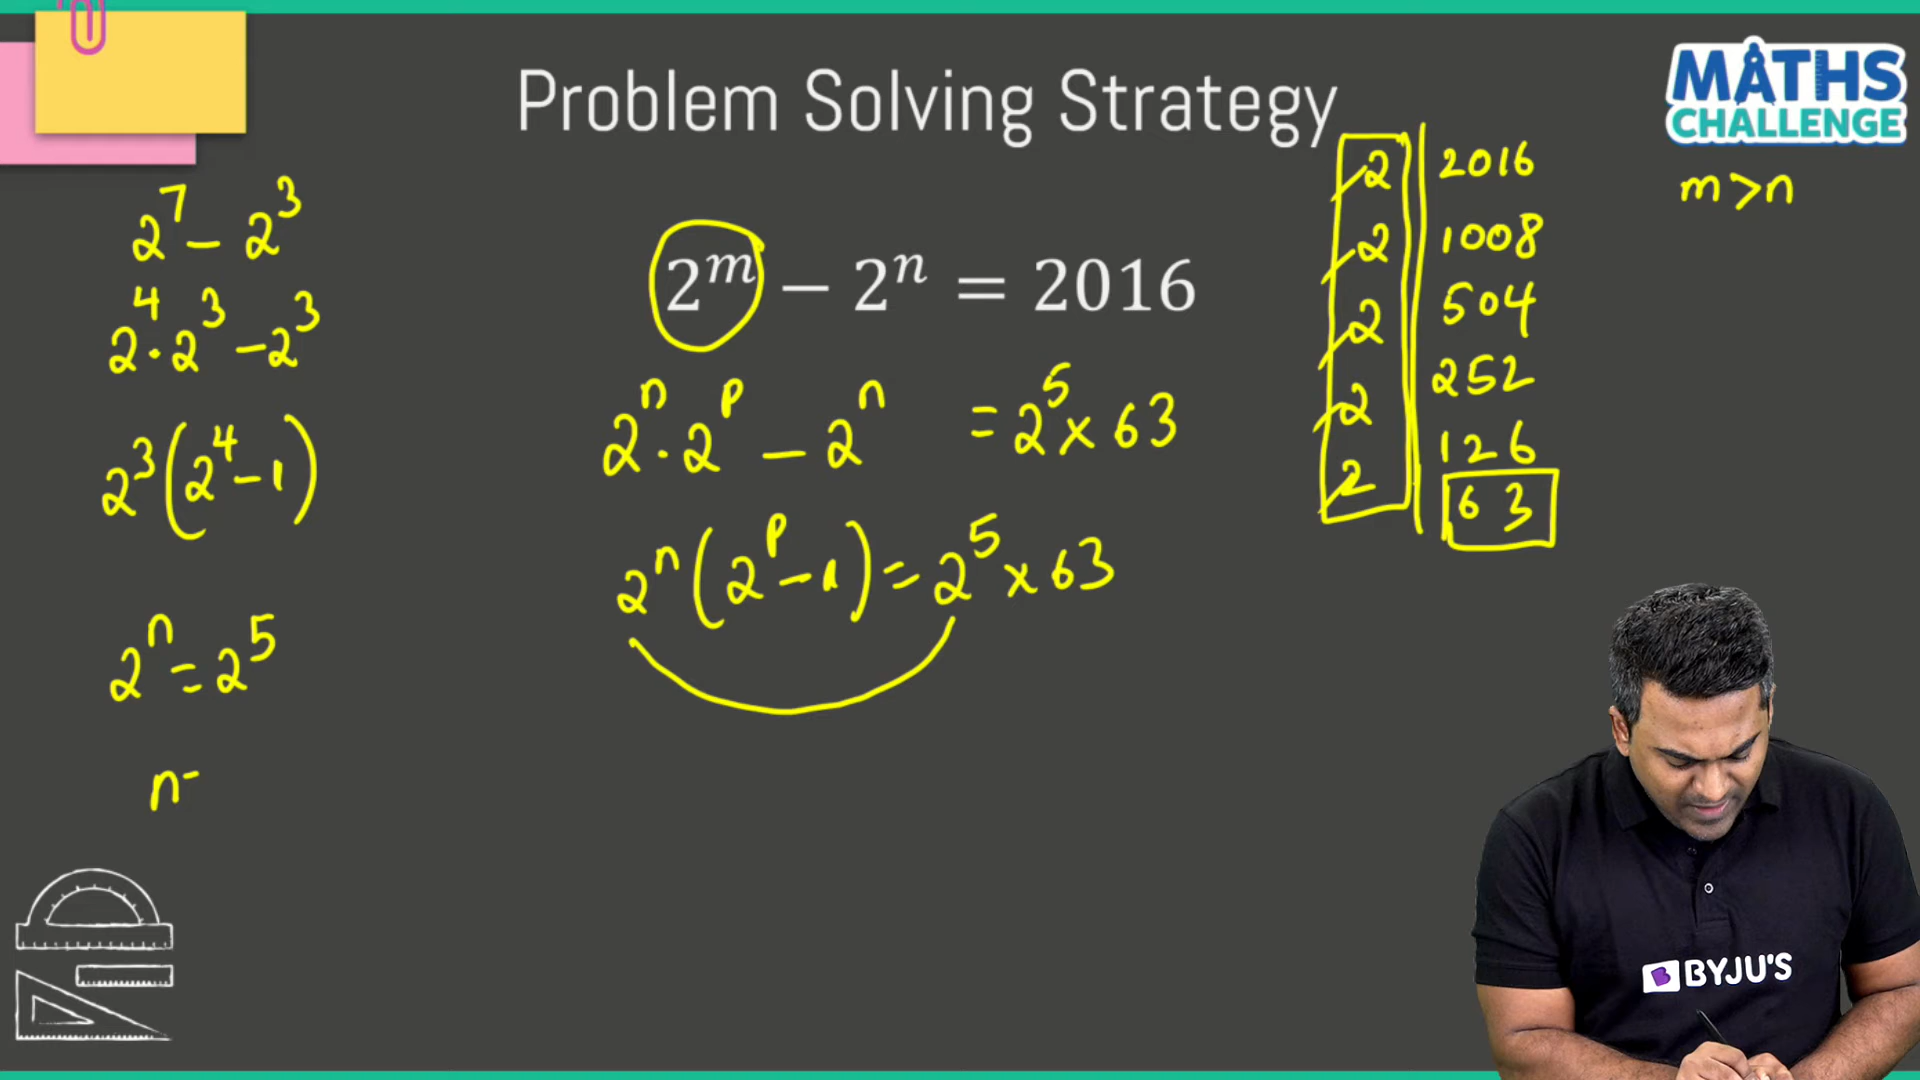 Problem Solving Strategy
MATHS
CHALLENGE
m>n
2⁷ - 2³
2⁴·2³ - 2³
2³(2⁴ - 1)
2ⁿ = 2⁵
n-
2ᵐ − 2ⁿ = 2016
2ⁿ·2ᵖ - 2ⁿ = 2⁵ × 63
2ⁿ(2ᵖ - 1) = 2⁵ × 63
2 | 2016
2 | 1008
2 | 504
2 | 252
2 | 126
63
B BYJU'S